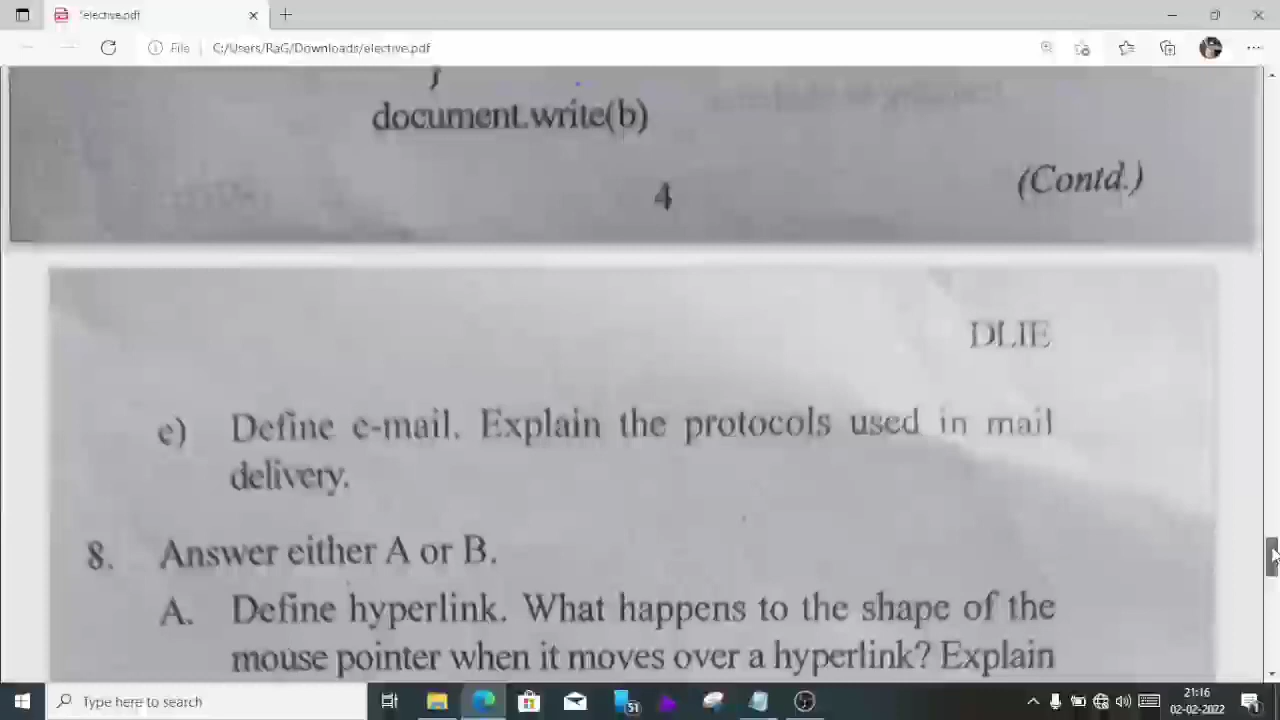 elective.pdf
File
C:/Users/RaG/Downloads/elective.pdf
}
document.write(b)
4
(Contd.)
DLIE
e) Define e-mail. Explain the protocols used in mail
delivery.
8. Answer either A or B.
A. Define hyperlink. What happens to the shape of the
mouse pointer when it moves over a hyperlink? Explain
Type here to search
31
21:16
02-02-2022
1